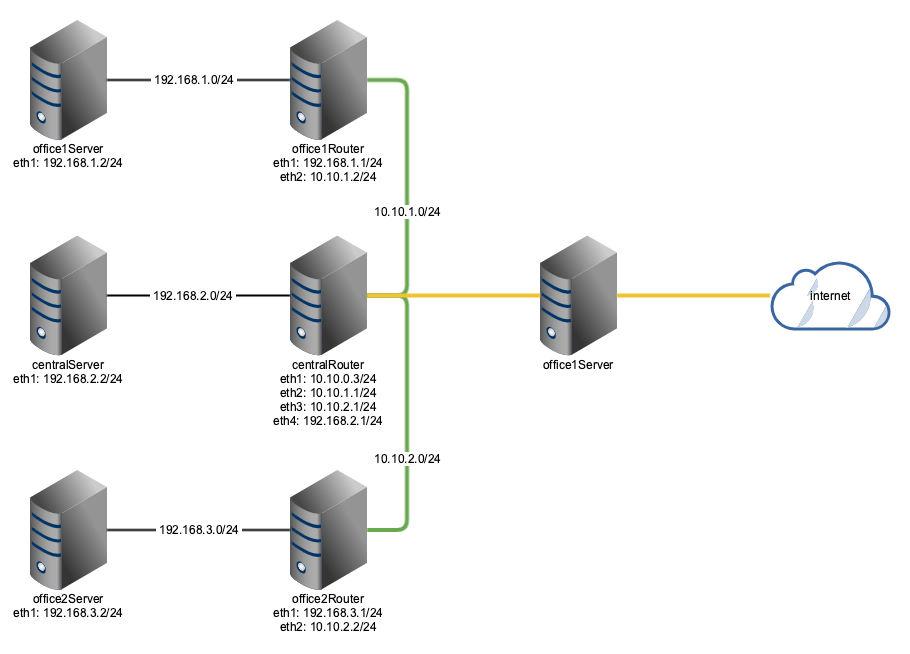 192.168.1.0/24
office1Server
eth1: 192.168.1.2/24
office1Router
eth1: 192.168.1.1/24
eth2: 10.10.1.2/24
10.10.1.0/24
192.168.2.0/24
internet
centralServer
eth1: 192.168.2.2/24
centralRouter
eth1: 10.10.0.3/24
eth2: 10.10.1.1/24
eth3: 10.10.2.1/24
eth4: 192.168.2.1/24
office1Server
10.10.2.0/24
192.168.3.0/24
office2Server
eth1: 192.168.3.2/24
office2Router
eth1: 192.168.3.1/24
eth2: 10.10.2.2/24